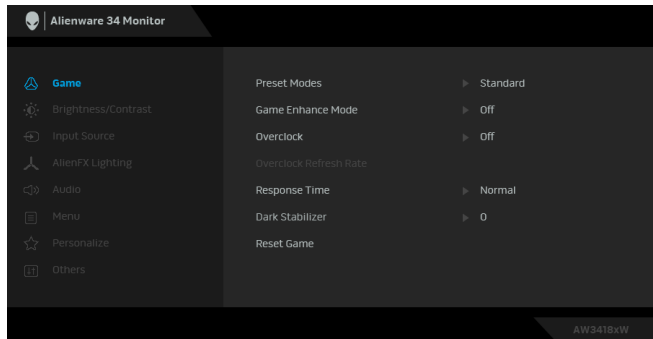 Alienware 34 Monitor
Game
Preset Modes Standard
Brightness/Contrast
Game Enhance Mode Off
Input Source
Overclock Off
AlienFX Lighting
Overclock Refresh Rate
Audio
Response Time Normal
Menu
Dark Stabilizer 0
Personalize
Reset Game
Others
AW3418xW